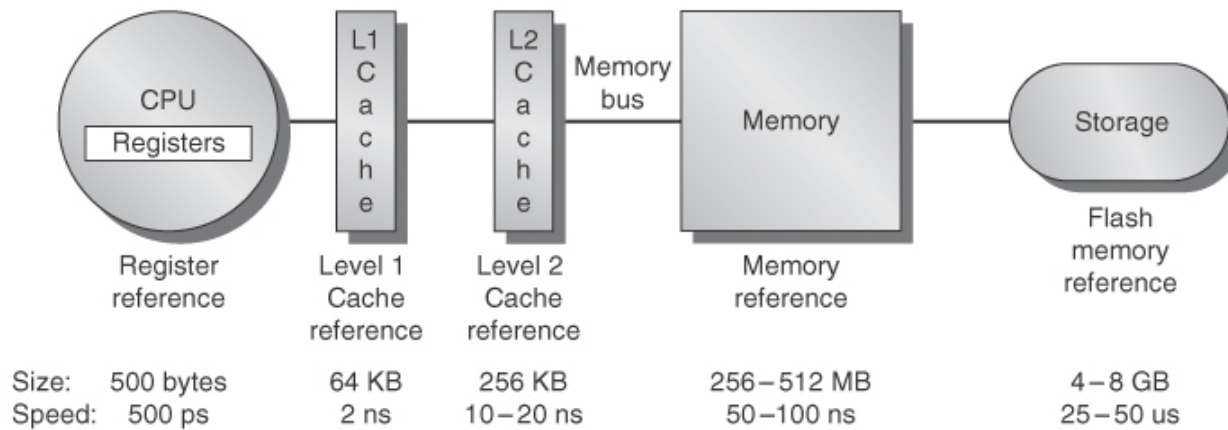 CPU
Registers
L1
C
a
c
h
e
L2
C
a
c
h
e
Memory
bus
Memory
Storage
Register
reference
Level 1
Cache
reference
Level 2
Cache
reference
Memory
reference
Flash
memory
reference
Size: 500 bytes 64 KB 256 KB 256–512 MB 4–8 GB
Speed: 500 ps 2 ns 10–20 ns 50–100 ns 25–50 us